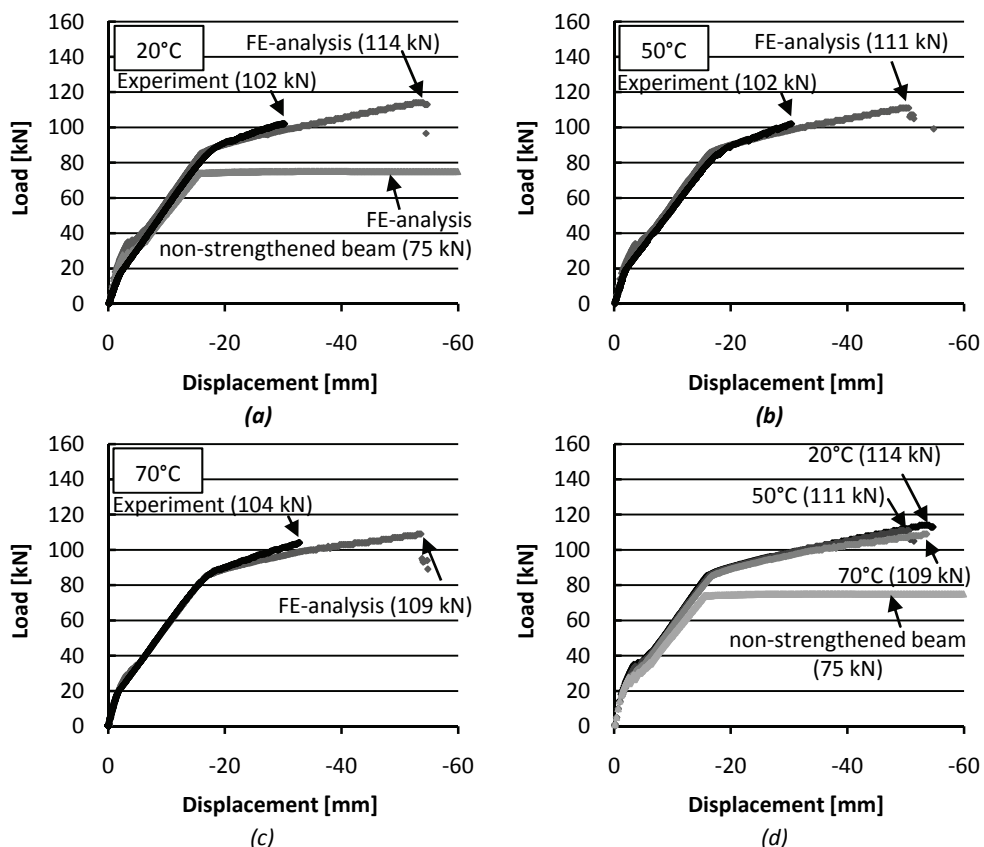 160
140
120
100
80
60
40
20
0
Load [kN]
20°C
FE-analysis (114 kN)
Experiment (102 kN)
FE-analysis
non-strengthened beam (75 kN)
0 -20 -40 -60
Displacement [mm]
(a)
160
140
120
100
80
60
40
20
0
Load [kN]
50°C
FE-analysis (111 kN)
Experiment (102 kN)
0 -20 -40 -60
Displacement [mm]
(b)
160
140
120
100
80
60
40
20
0
Load [kN]
70°C
Experiment (104 kN)
FE-analysis (109 kN)
0 -20 -40 -60
Displacement [mm]
(c)
160
140
120
100
80
60
40
20
0
Load [kN]
20°C (114 kN)
50°C (111 kN)
70°C (109 kN)
non-strengthened beam
(75 kN)
0 -20 -40 -60
Displacement [mm]
(d)